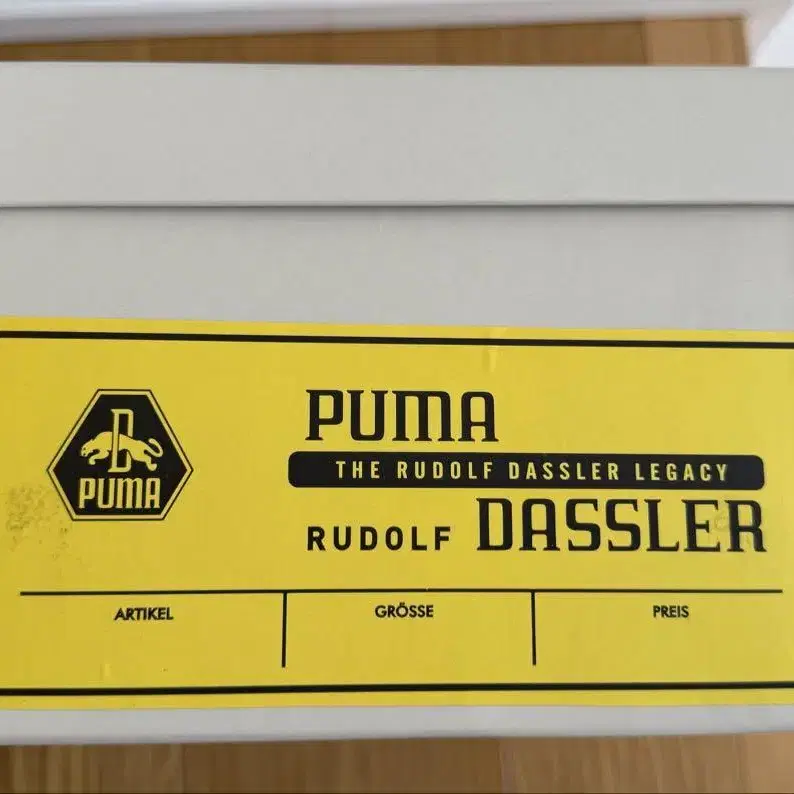 D
PUMA
PUMA
THE RUDOLF DASSLER LEGACY
RUDOLF DASSLER
ARTIKEL GRÖSSE PREIS